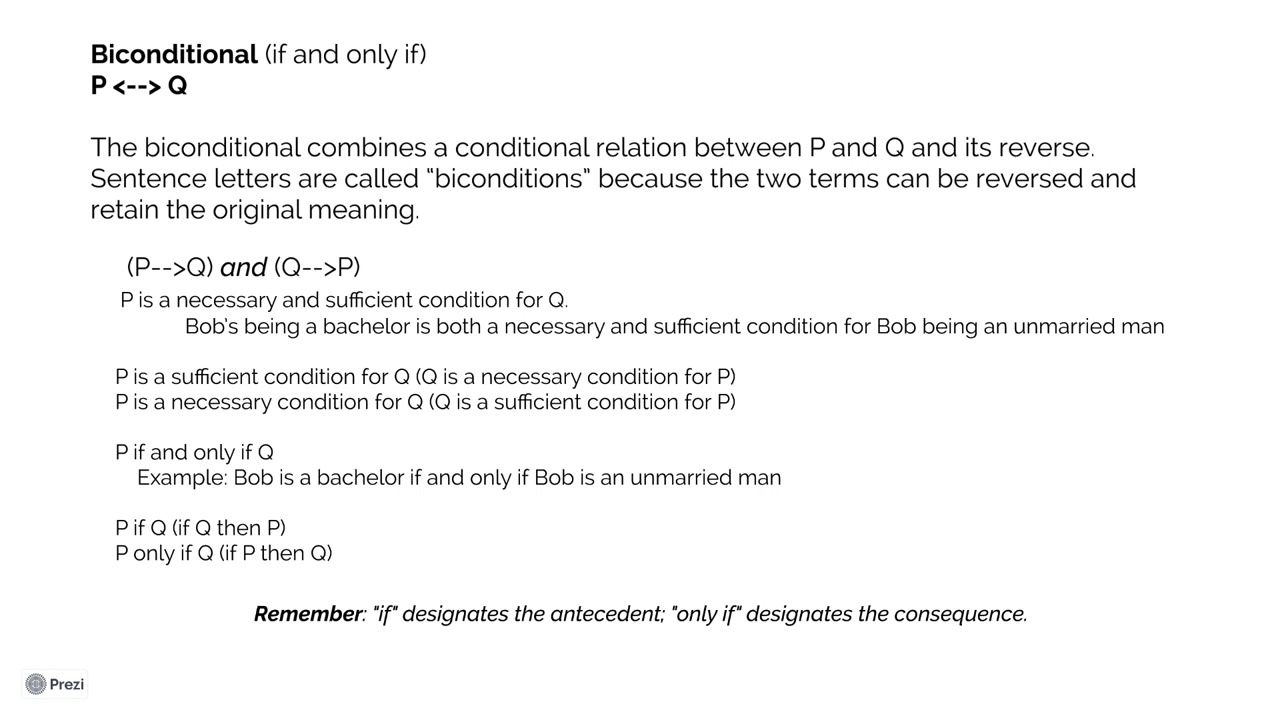 Biconditional (if and only if)
P <--> Q
The biconditional combines a conditional relation between P and Q and its reverse.
Sentence letters are called "biconditions" because the two terms can be reversed and
retain the original meaning.
(P-->Q) and (Q-->P)
P is a necessary and sufficient condition for Q.
Bob's being a bachelor is both a necessary and sufficient condition for Bob being an unmarried man
P is a sufficient condition for Q (Q is a necessary condition for P)
P is a necessary condition for Q (Q is a sufficient condition for P)
P if and only if Q
Example: Bob is a bachelor if and only if Bob is an unmarried man
P if Q (if Q then P)
P only if Q (if P then Q)
Remember: "if" designates the antecedent; "only if" designates the consequence.
Prezi